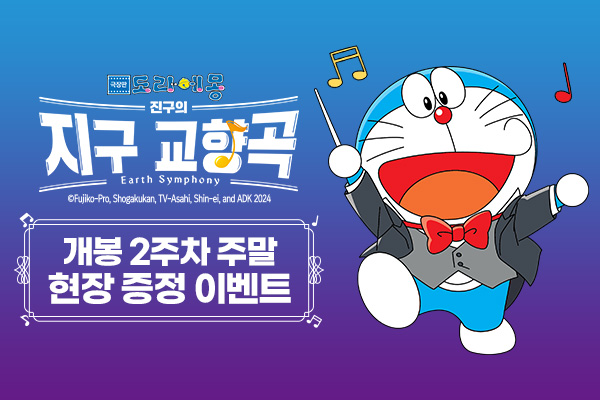 극장판 도라에몽
진구의
지구 교향곡
Earth Symphony
©Fujiko-Pro, Shogakukan, TV-Asahi, Shin-ei, and ADK 2024
개봉 2주차 주말
현장 증정 이벤트